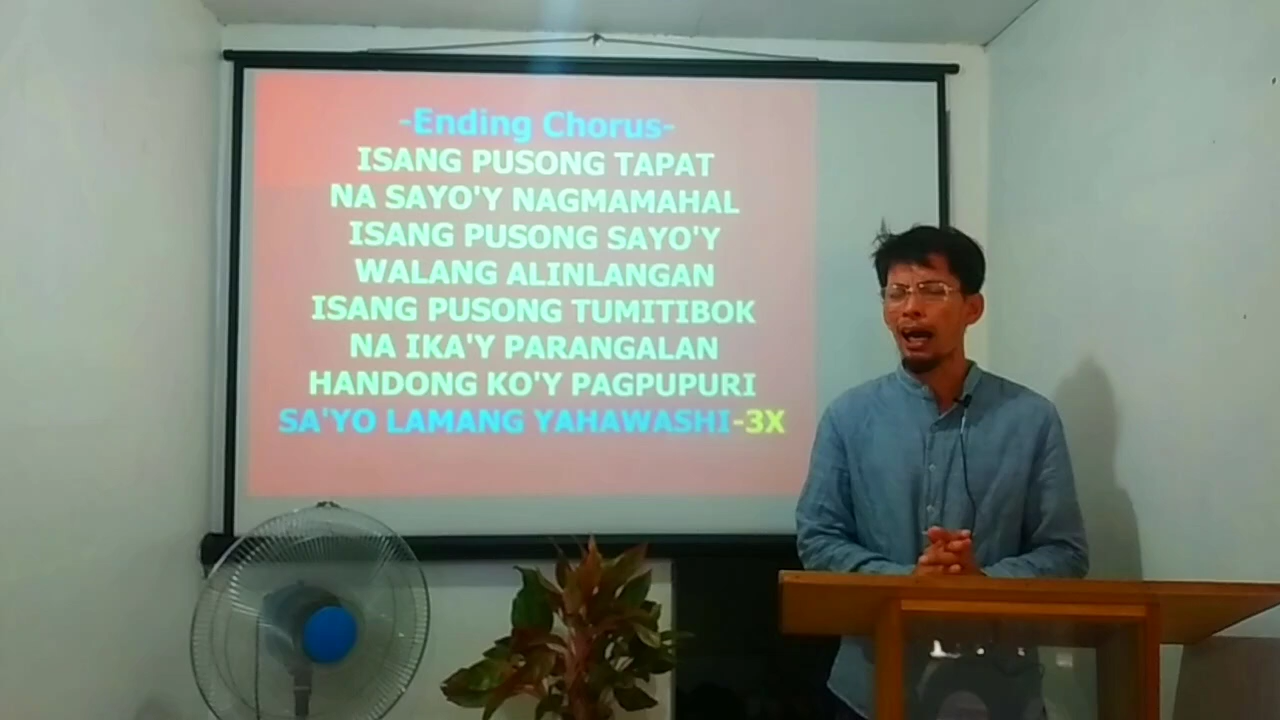 -Ending Chorus-
ISANG PUSONG TAPAT
NA SAYO'Y NAGMAMAHAL
ISANG PUSONG SAYO'Y
WALANG ALINLANGAN
ISANG PUSONG TUMITIBOK
NA IKA'Y PARANGALAN
HANDONG KO'Y PAGPUPURI
SA'YO LAMANG YAHAWASHI-3X